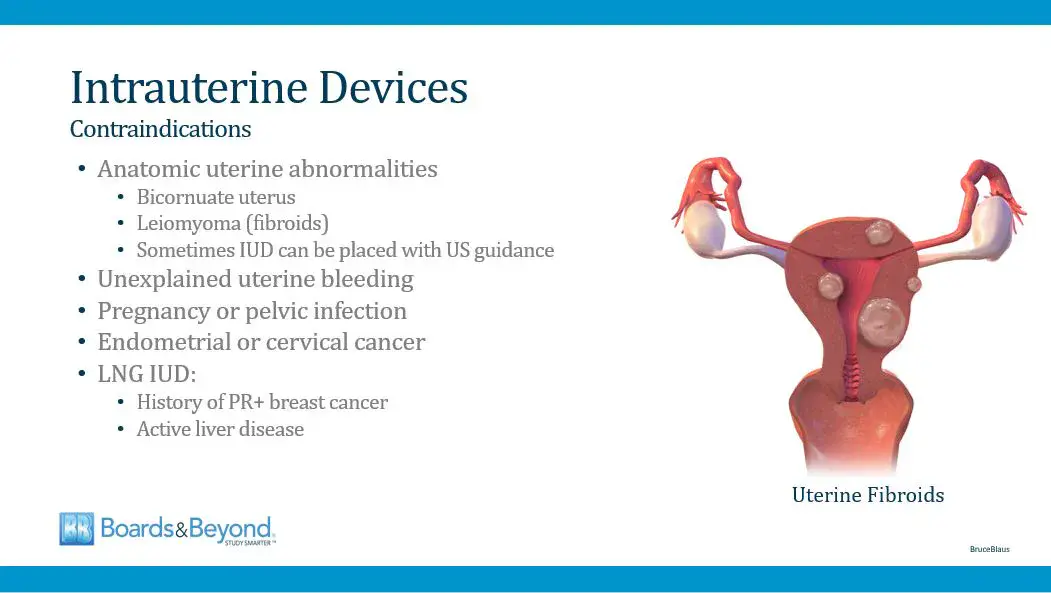 Intrauterine Devices
Contraindications
• Anatomic uterine abnormalities
• Bicornuate uterus
• Leiomyoma (fibroids)
• Sometimes IUD can be placed with US guidance
• Unexplained uterine bleeding
• Pregnancy or pelvic infection
• Endometrial or cervical cancer
• LNG IUD:
• History of PR+ breast cancer
• Active liver disease
Uterine Fibroids
BB Boards&Beyond.
STUDY SMARTER ™
BruceBlaus